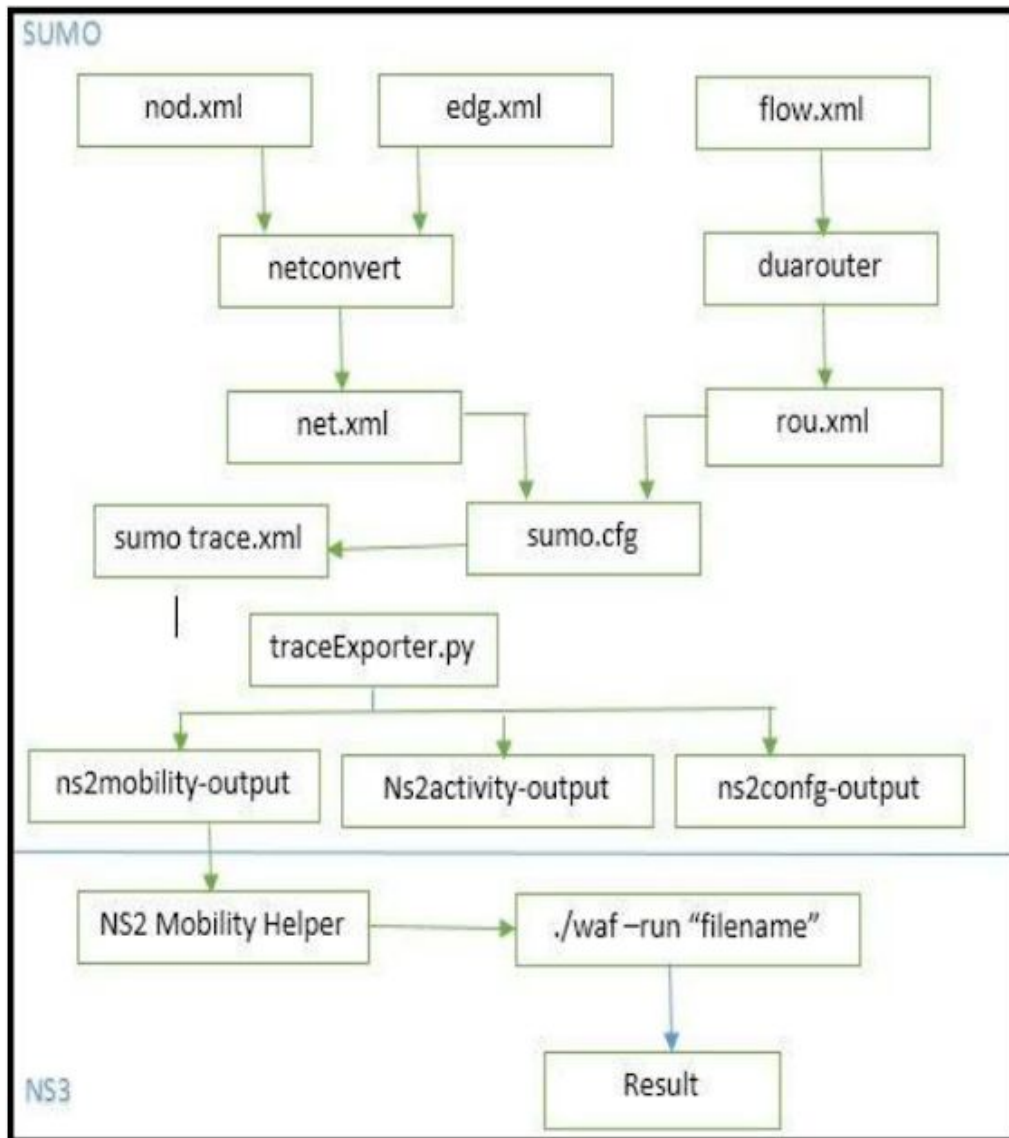 SUMO
nod.xml
edg.xml
flow.xml
netconvert
duarouter
net.xml
rou.xml
sumo trace.xml
sumo.cfg
traceExporter.py
ns2mobility-output
Ns2activity-output
ns2confg-output
NS2 Mobility Helper
./waf –run “filename”
Result
NS3